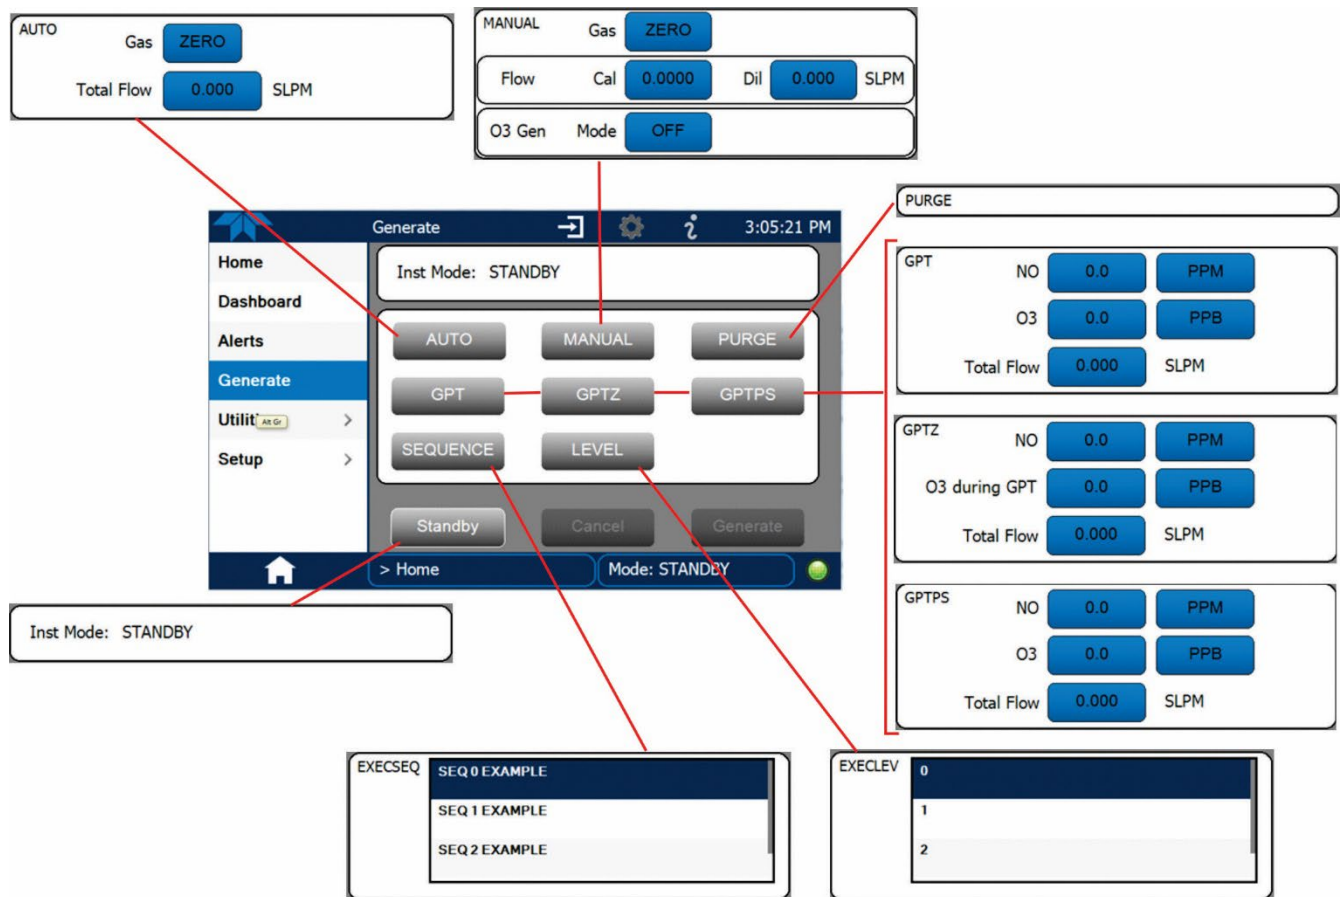 AUTO
Gas ZERO
Total Flow 0.000 SLPM
MANUAL
Gas ZERO
Flow Cal 0.0000 Dil 0.000 SLPM
O3 Gen Mode OFF
PURGE
Generate 3:05:21 PM
Home
Dashboard
Alerts
Generate
Utiliti
Alt Gr
Setup
Inst Mode: STANDBY
AUTO MANUAL PURGE
GPT GPTZ GPTPS
SEQUENCE LEVEL
Standby Cancel Generate
> Home Mode: STANDBY
GPT
NO 0.0 PPM
O3 0.0 PPB
Total Flow 0.000 SLPM
GPTZ
NO 0.0 PPM
O3 during GPT 0.0 PPB
Total Flow 0.000 SLPM
GPTPS
NO 0.0 PPM
O3 0.0 PPB
Total Flow 0.000 SLPM
Inst Mode: STANDBY
EXECSEQ
SEQ 0 EXAMPLE
SEQ 1 EXAMPLE
SEQ 2 EXAMPLE
EXECLEV
0
1
2